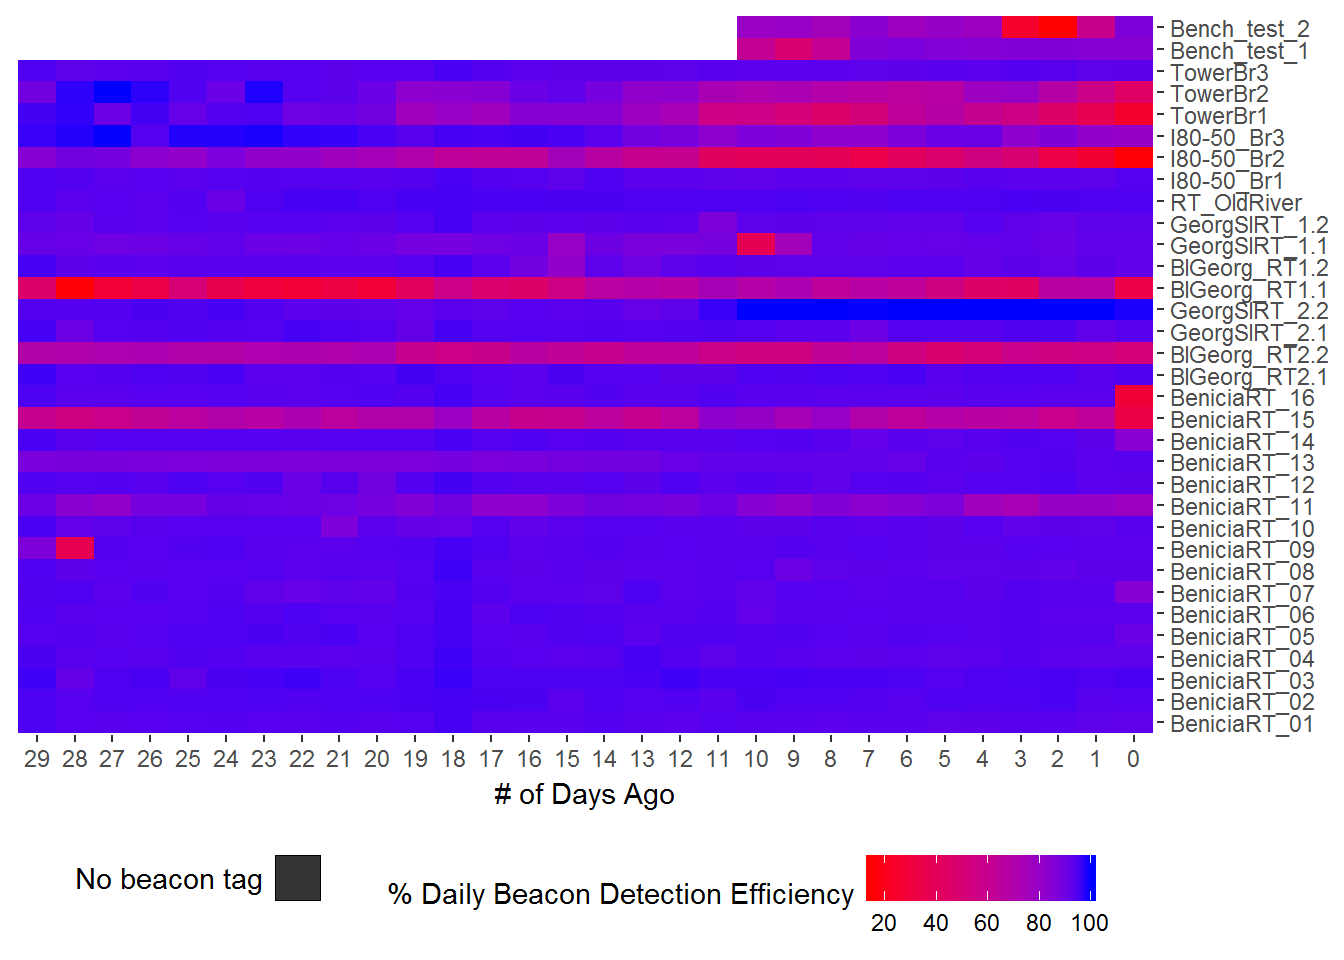 Bench_test_2
Bench_test_1
TowerBr3
TowerBr2
TowerBr1
I80-50_Br3
I80-50_Br2
I80-50_Br1
RT_OldRiver
GeorgSlRT_1.2
GeorgSlRT_1.1
BlGeorg_RT1.2
BlGeorg_RT1.1
GeorgSlRT_2.2
GeorgSlRT_2.1
BlGeorg_RT2.2
BlGeorg_RT2.1
BeniciaRT_16
BeniciaRT_15
BeniciaRT_14
BeniciaRT_13
BeniciaRT_12
BeniciaRT_11
BeniciaRT_10
BeniciaRT_09
BeniciaRT_08
BeniciaRT_07
BeniciaRT_06
BeniciaRT_05
BeniciaRT_04
BeniciaRT_03
BeniciaRT_02
BeniciaRT_01
29 28 27 26 25 24 23 22 21 20 19 18 17 16 15 14 13 12 11 10 9 8 7 6 5 4 3 2 1 0
# of Days Ago
No beacon tag
% Daily Beacon Detection Efficiency
20 40 60 80 100